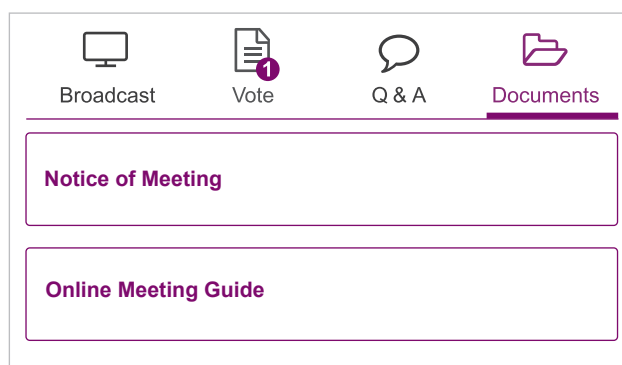 1
Broadcast Vote Q & A Documents
Notice of Meeting
Online Meeting Guide